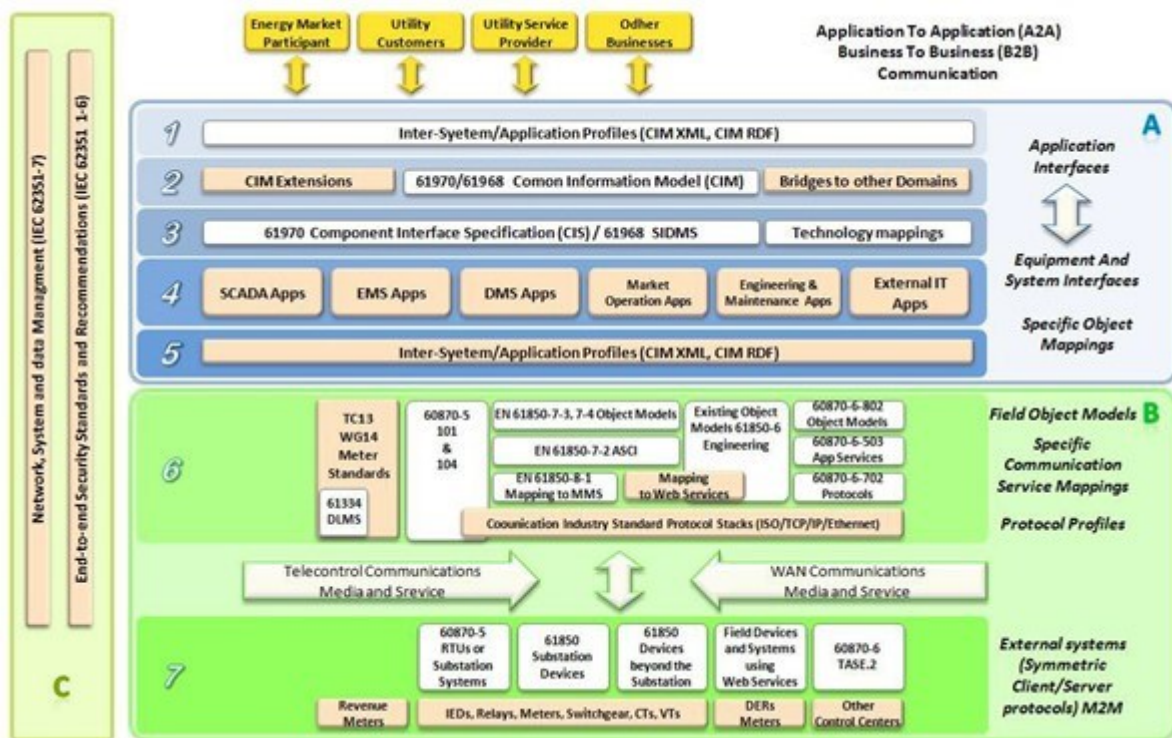 Energy Market
Participant
Utility
Customers
Utility Service
Provider
Odher
Businesses
Application To Application (A2A)
Business To Business (B2B)
Communication
Network, System and data Managment (IEC 62351-7)
End-to-end Security Standards and Recommendations (IEC 62351 1-6)
C
A
1
Inter-Syetem/Application Profiles (CIM XML, CIM RDF)
Application
Interfaces
2
CIM Extensions
61970/61968 Comon Information Model (CIM)
Bridges to other Domains
3
61970 Component Interface Specification (CIS) / 61968 SIDMS
Technology mappings
Equipment And
System Interfaces
4
SCADA Apps
EMS Apps
DMS Apps
Market
Operation Apps
Engineering &
Maintenance Apps
External IT
Apps
Specific Object
Mappings
5
Inter-Syetem/Application Profiles (CIM XML, CIM RDF)
B
6
TC13
WG14
Meter
Standards
61334
DLMS
60870-5
101
&
104
EN 61850-7-3, 7-4 Object Models
EN 61850-7-2 ASCI
EN 61850-8-1
Mapping to MMS
Existing Object
Models 61850-6
Engineering
Mapping
to Web Services
60870-6-802
Object Models
60870-6-503
App Services
60870-6-702
Protocols
Coounication Industry Standard Protocol Stacks (ISO/TCP/IP/Ethernet)
Field Object Models
Specific
Communication
Service Mappings
Protocol Profiles
Telecontrol Communications
Media and Srevice
WAN Communications
Media and Srevice
7
60870-5
RTUs or
Substation
Systems
61850
Substation
Devices
61850
Devices
beyond the
Substation
Field Devices
and Systems
using
Web Services
60870-6
TASE.2
Revenue
Meters
IEDs, Relays, Meters, Switchgear, CTs, VTs
DERs
Meters
Other
Control Centers
External systems
(Symmetric
Client/Server
protocols) M2M